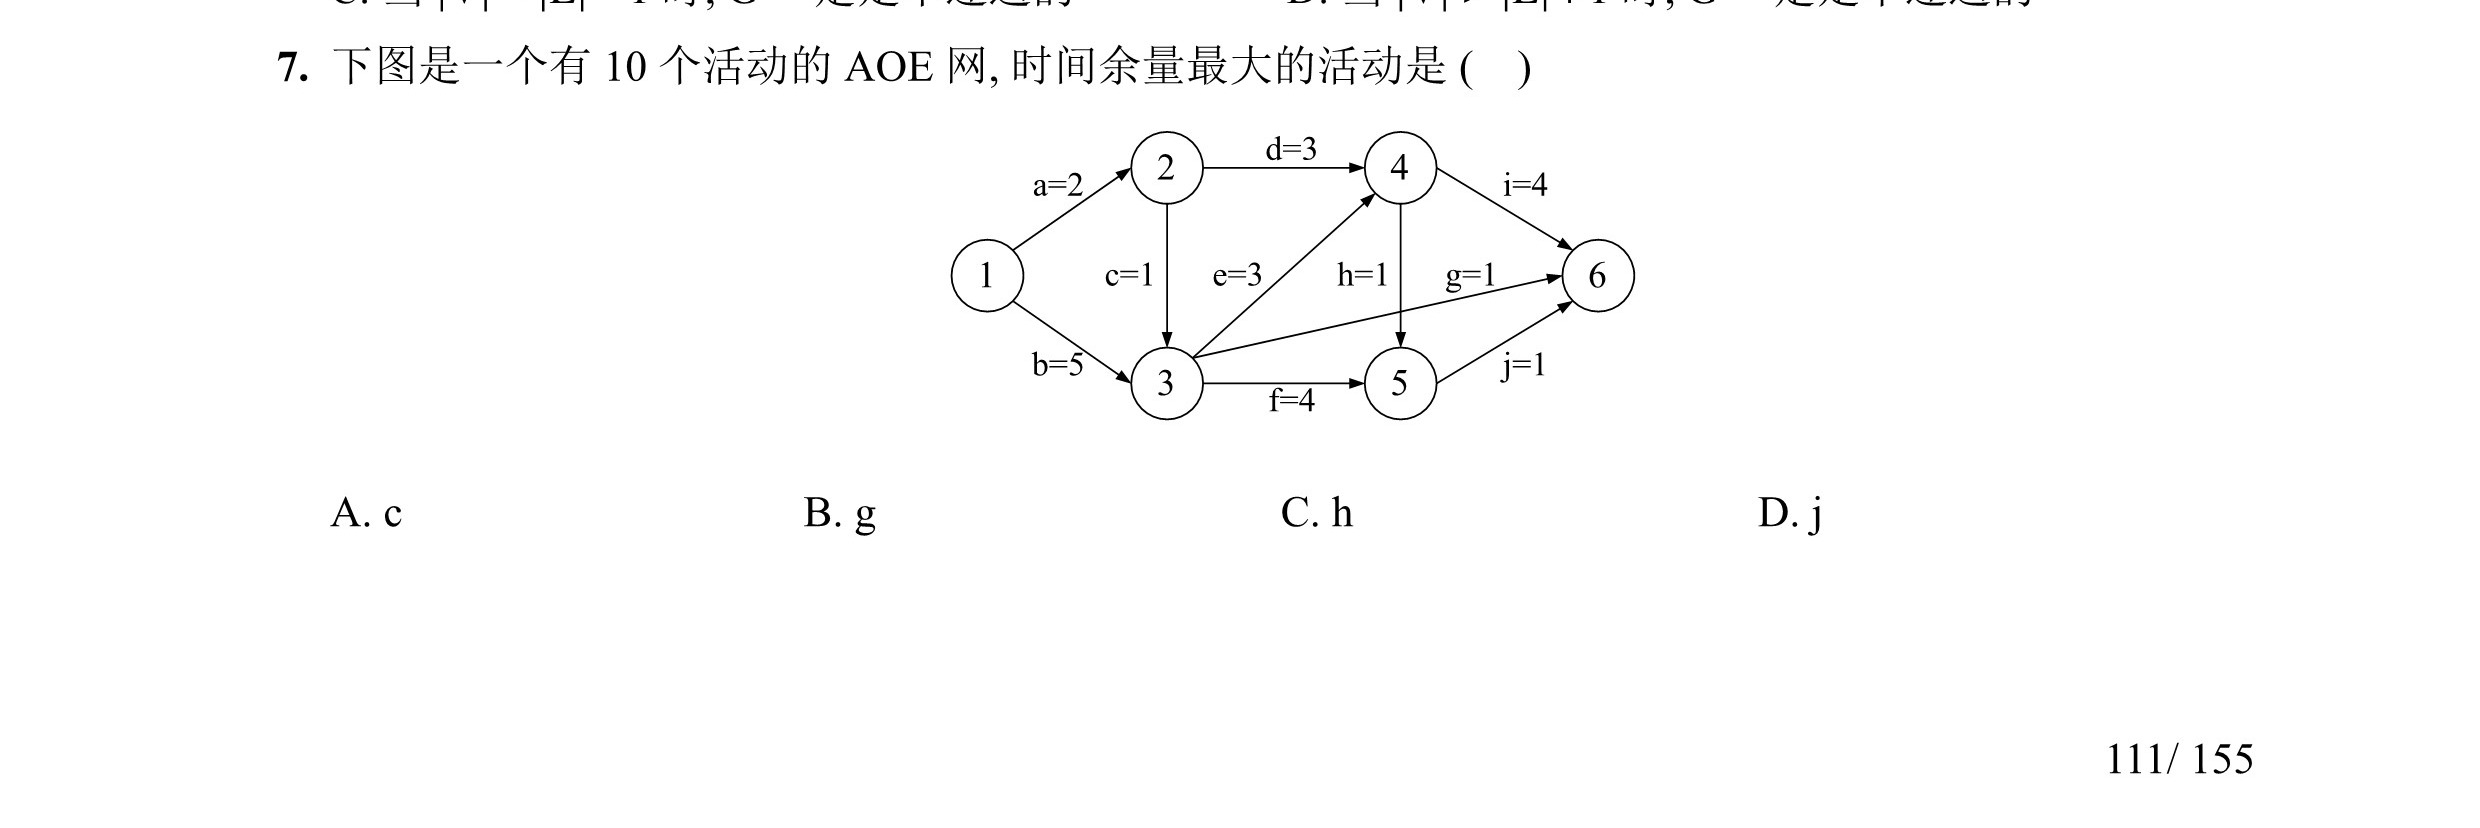 7. 下图是一个有 10 个活动的 AOE 网, 时间余量最大的活动是 (   )
d=3
2
4
a=2
i=4
1
c=1
e=3
h=1
g=1
6
b=5
j=1
3
5
f=4
A. c
B. g
C. h
D. j
111/ 155